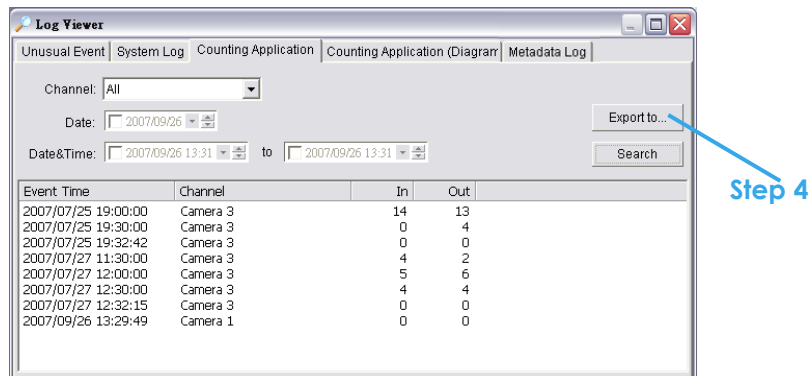 Log Viewer
Unusual Event System Log Counting Application Counting Application (Diagram Metadata Log
Channel: All
Date: 2007/09/26
Export to...
Date&Time: 2007/09/26 13:31 to 2007/09/26 13:31
Search
Step 4
Event Time Channel In Out
2007/07/25 19:00:00 Camera 3 14 13
2007/07/25 19:30:00 Camera 3 0 4
2007/07/25 19:32:42 Camera 3 0 0
2007/07/27 11:30:00 Camera 3 4 2
2007/07/27 12:00:00 Camera 3 5 6
2007/07/27 12:30:00 Camera 3 4 4
2007/07/27 12:32:15 Camera 3 0 0
2007/09/26 13:29:49 Camera 1 0 0